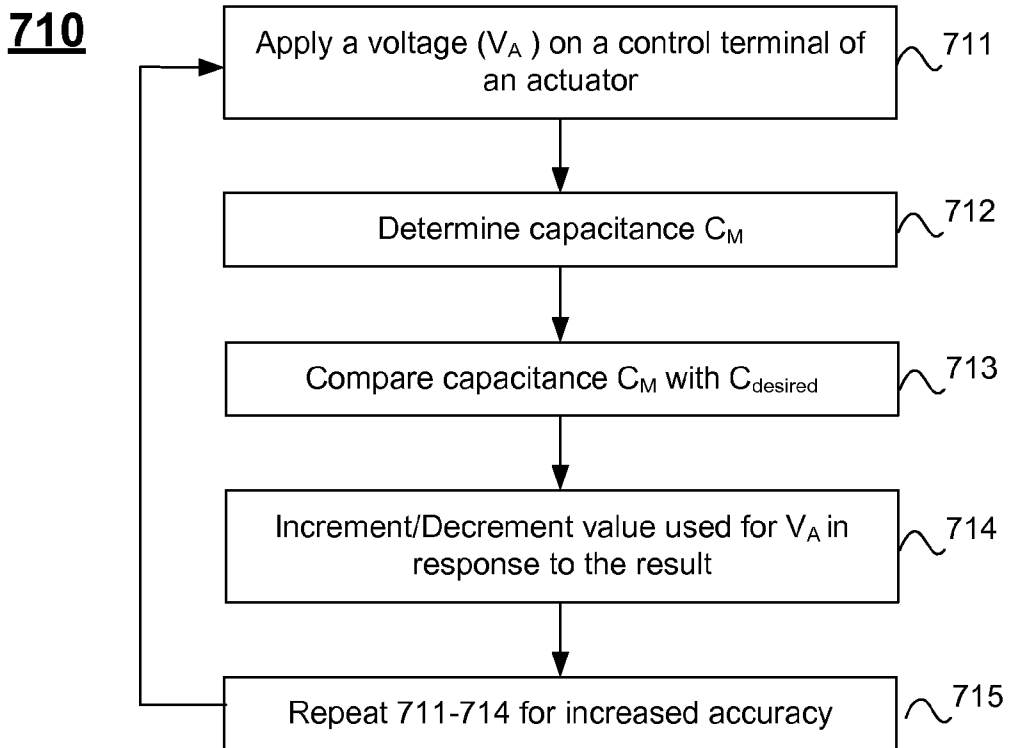 710
Apply a voltage (VA ) on a control terminal of
an actuator
711
Determine capacitance CM
712
Compare capacitance CM with Cdesired
713
Increment/Decrement value used for VA in
response to the result
714
Repeat 711-714 for increased accuracy
715